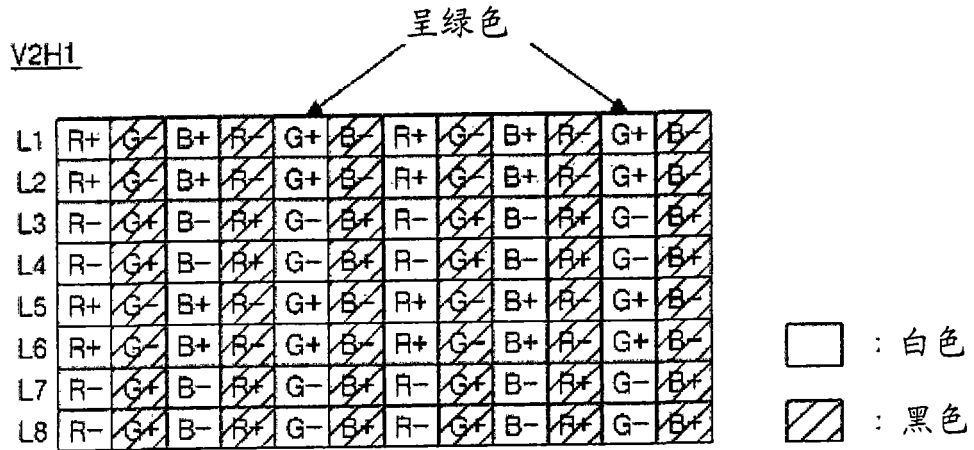 呈绿色
V2H1
L1 R+ G- B+ R- G+ B- R+ G- B+ R- G+ B-
L2 R+ G- B+ R- G+ B- R+ G- B+ R- G+ B-
L3 R- G+ B- R+ G- B+ R- G+ B- R+ G- B+
L4 R- G+ B- R+ G- B+ R- G+ B- R+ G- B+
L5 R+ G- B+ R- G+ B- R+ G- B+ R- G+ B-
L6 R+ G- B+ R- G+ B- R+ G- B+ R- G+ B-
L7 R- G+ B- R+ G- B+ R- G+ B- R+ G- B+
L8 R- G+ B- R+ G- B+ R- G+ B- R+ G- B+
: 白色
: 黑色